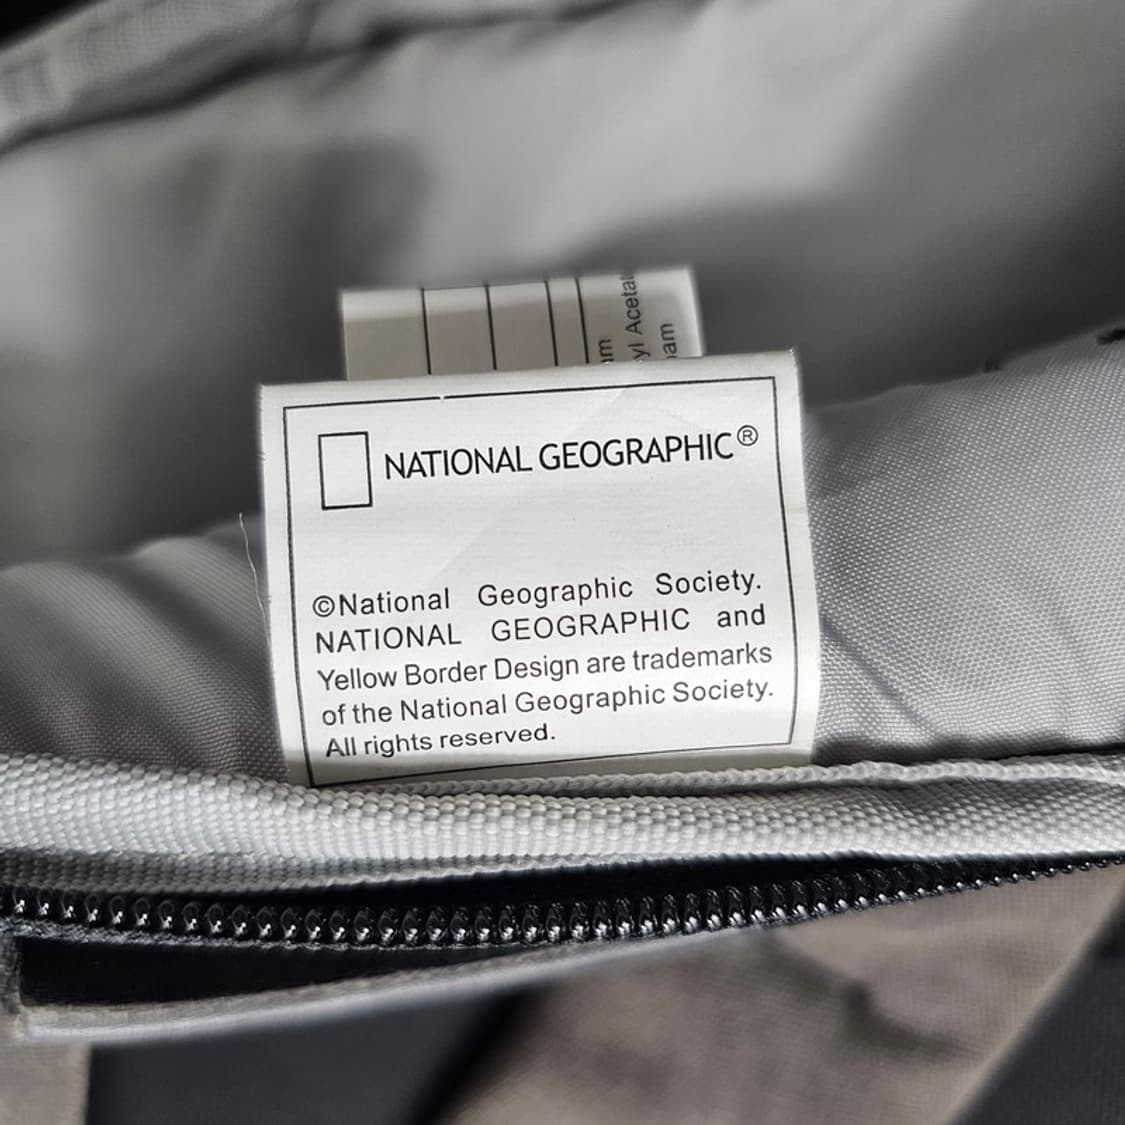 NATIONAL GEOGRAPHIC®
©National Geographic Society.
NATIONAL GEOGRAPHIC and
Yellow Border Design are trademarks
of the National Geographic Society.
All rights reserved.